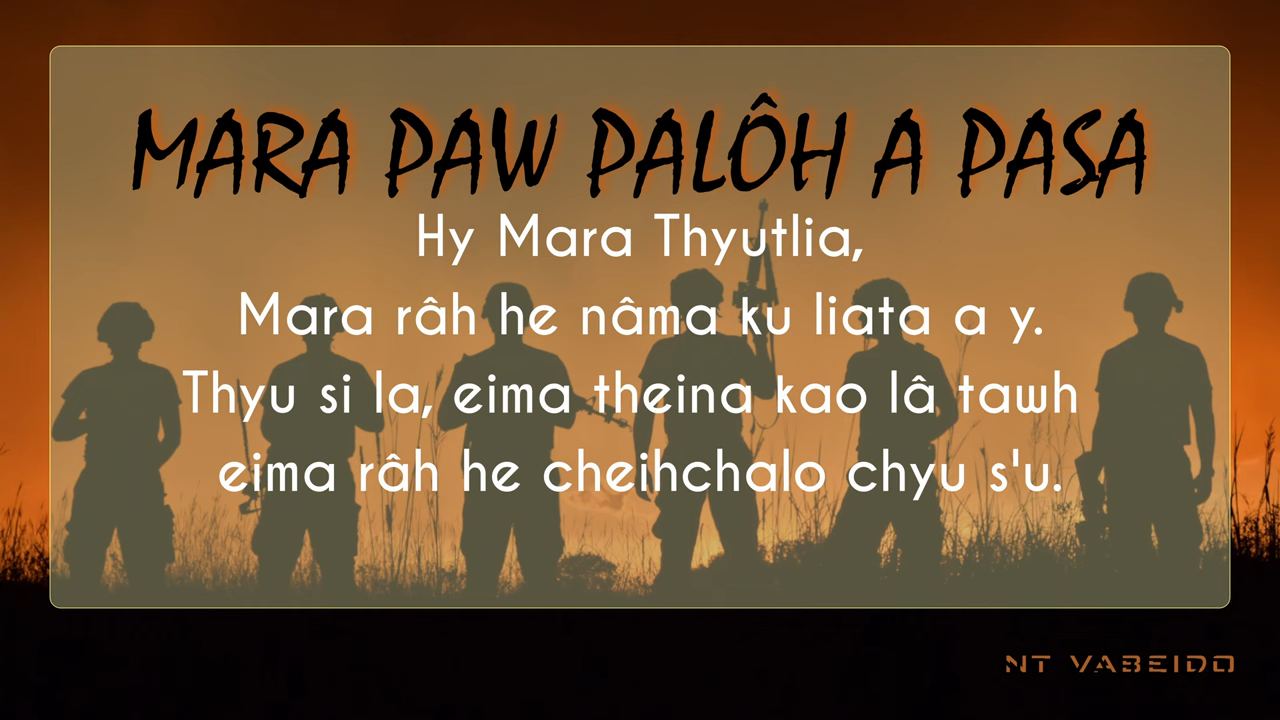 MARA PAW PALÔH A PASA
Hy Mara Thyutlia,
Mara râh he nâma ku liata a y.
Thyu si la, eima theina kao lâ tawh
eima râh he cheihchalo chyu s'u.
NT VABEIDO